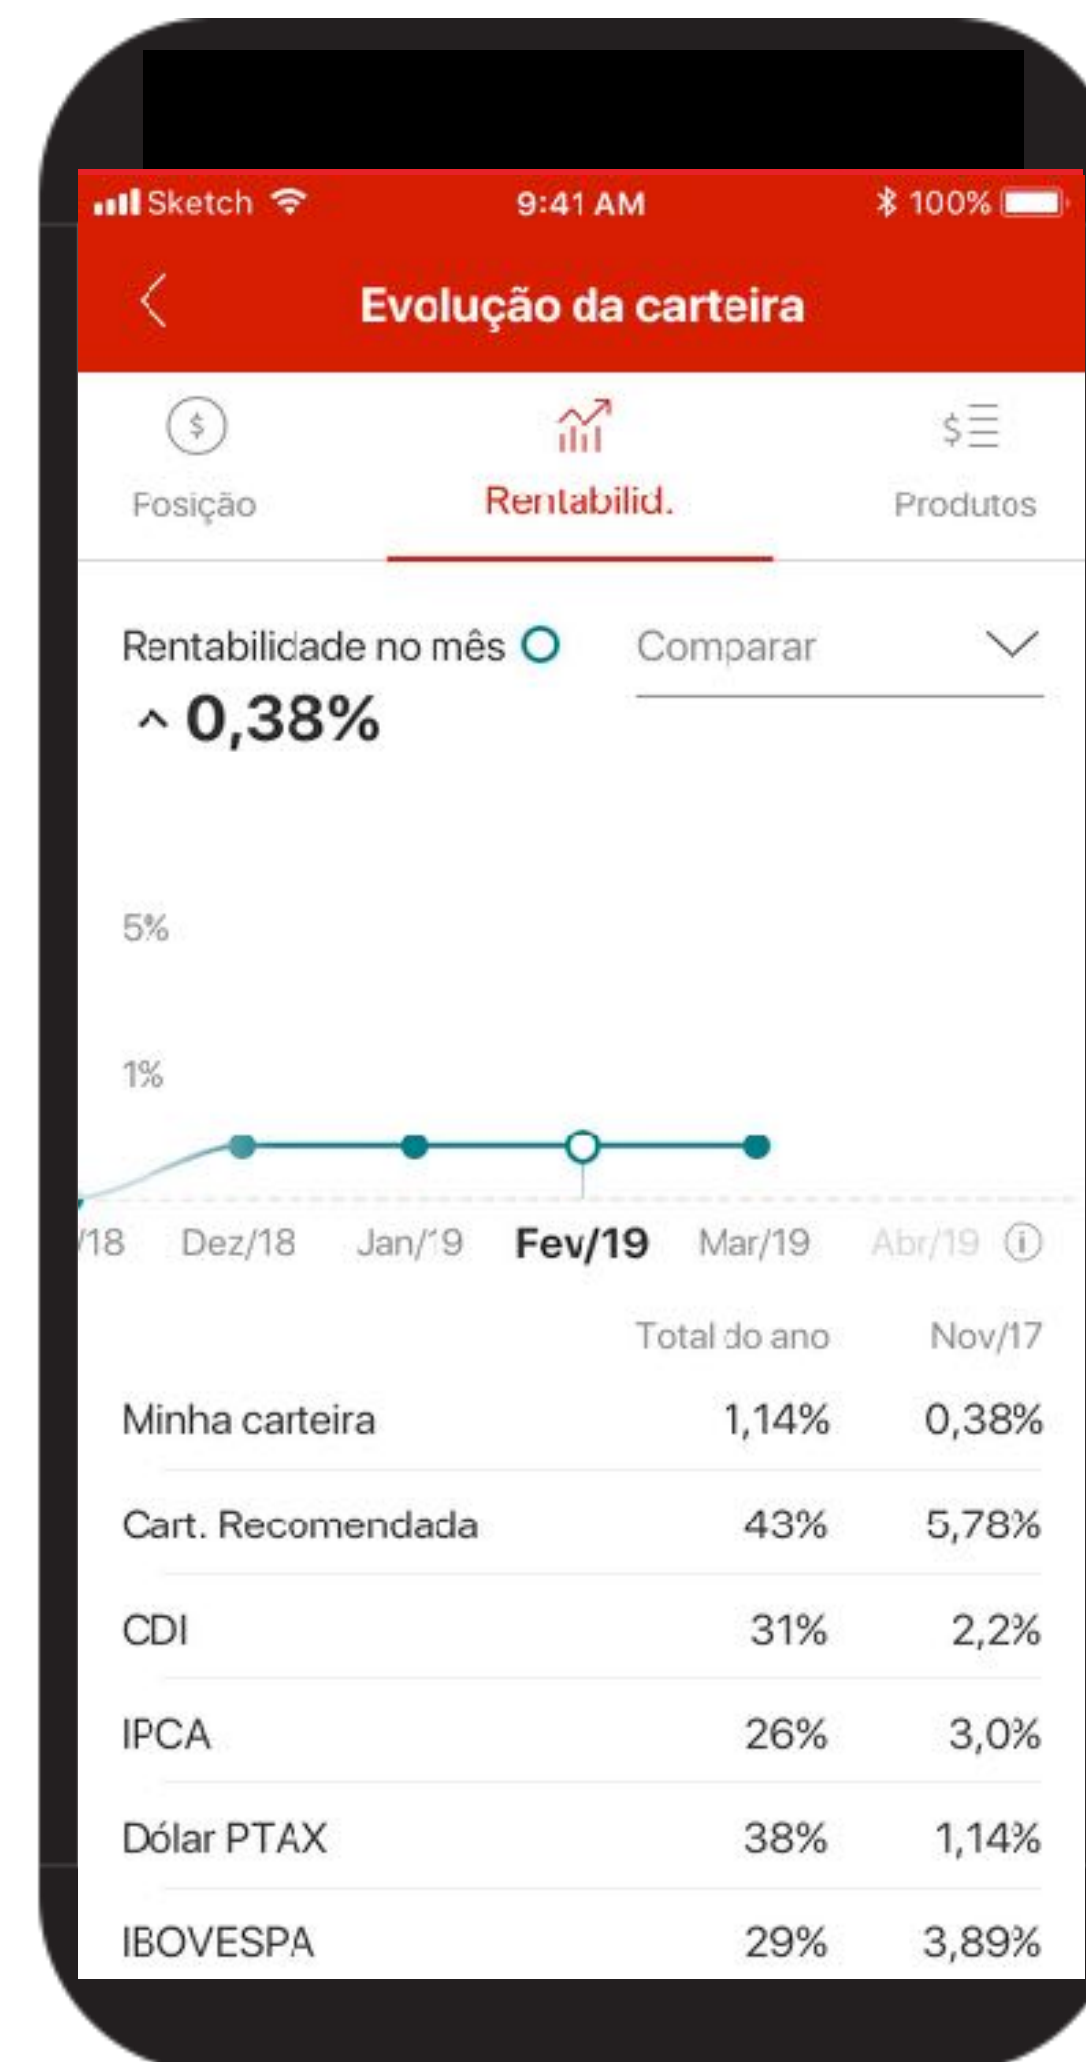 Sketch 9:41 AM 100%
Evolução da carteira
$ $
Posição Rentabilid. Produtos
Rentabilidade no mês Comparar
^ 0,38%
5%
1%
/18 Dez/18 Jan/19 Fev/19 Mar/19 Abr/19 i
Total do ano Nov/17
Minha carteira 1,14% 0,38%
Cart. Recomendada 43% 5,78%
CDI 31% 2,2%
IPCA 26% 3,0%
Dólar PTAX 38% 1,14%
IBOVESPA 29% 3,89%